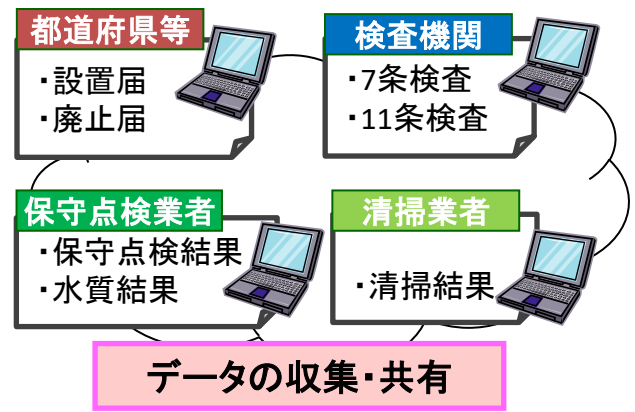 都道府県等
・設置届
・廃止届
検査機関
・7条検査
・11条検査
保守点検業者
・保守点検結果
・水質結果
清掃業者
・清掃結果
データの収集・共有